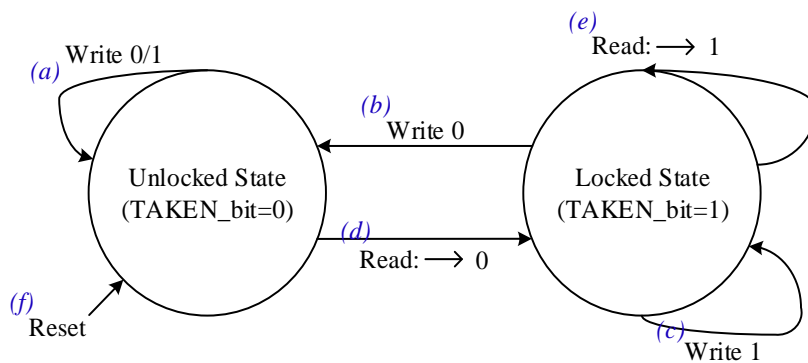 (e)
Read: → 1
(a) Write 0/1
(b)
Write 0
Unlocked State
(TAKEN_bit=0)
Locked State
(TAKEN_bit=1)
(d)
Read: → 0
(f)
Reset
(c)
Write 1